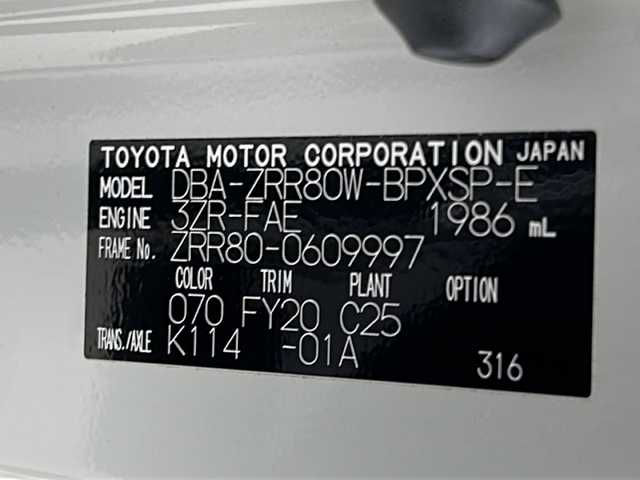 TOYOTA MOTOR CORPORATION JAPAN
MODEL DBA-ZRR80W-BPXSP-E
ENGINE 3ZR-FAE 1986 mL
FRAME No. ZRR80-0609997
COLOR TRIM PLANT OPTION
070 FY20 C25
TRANS./AXLE K114 -01A
316